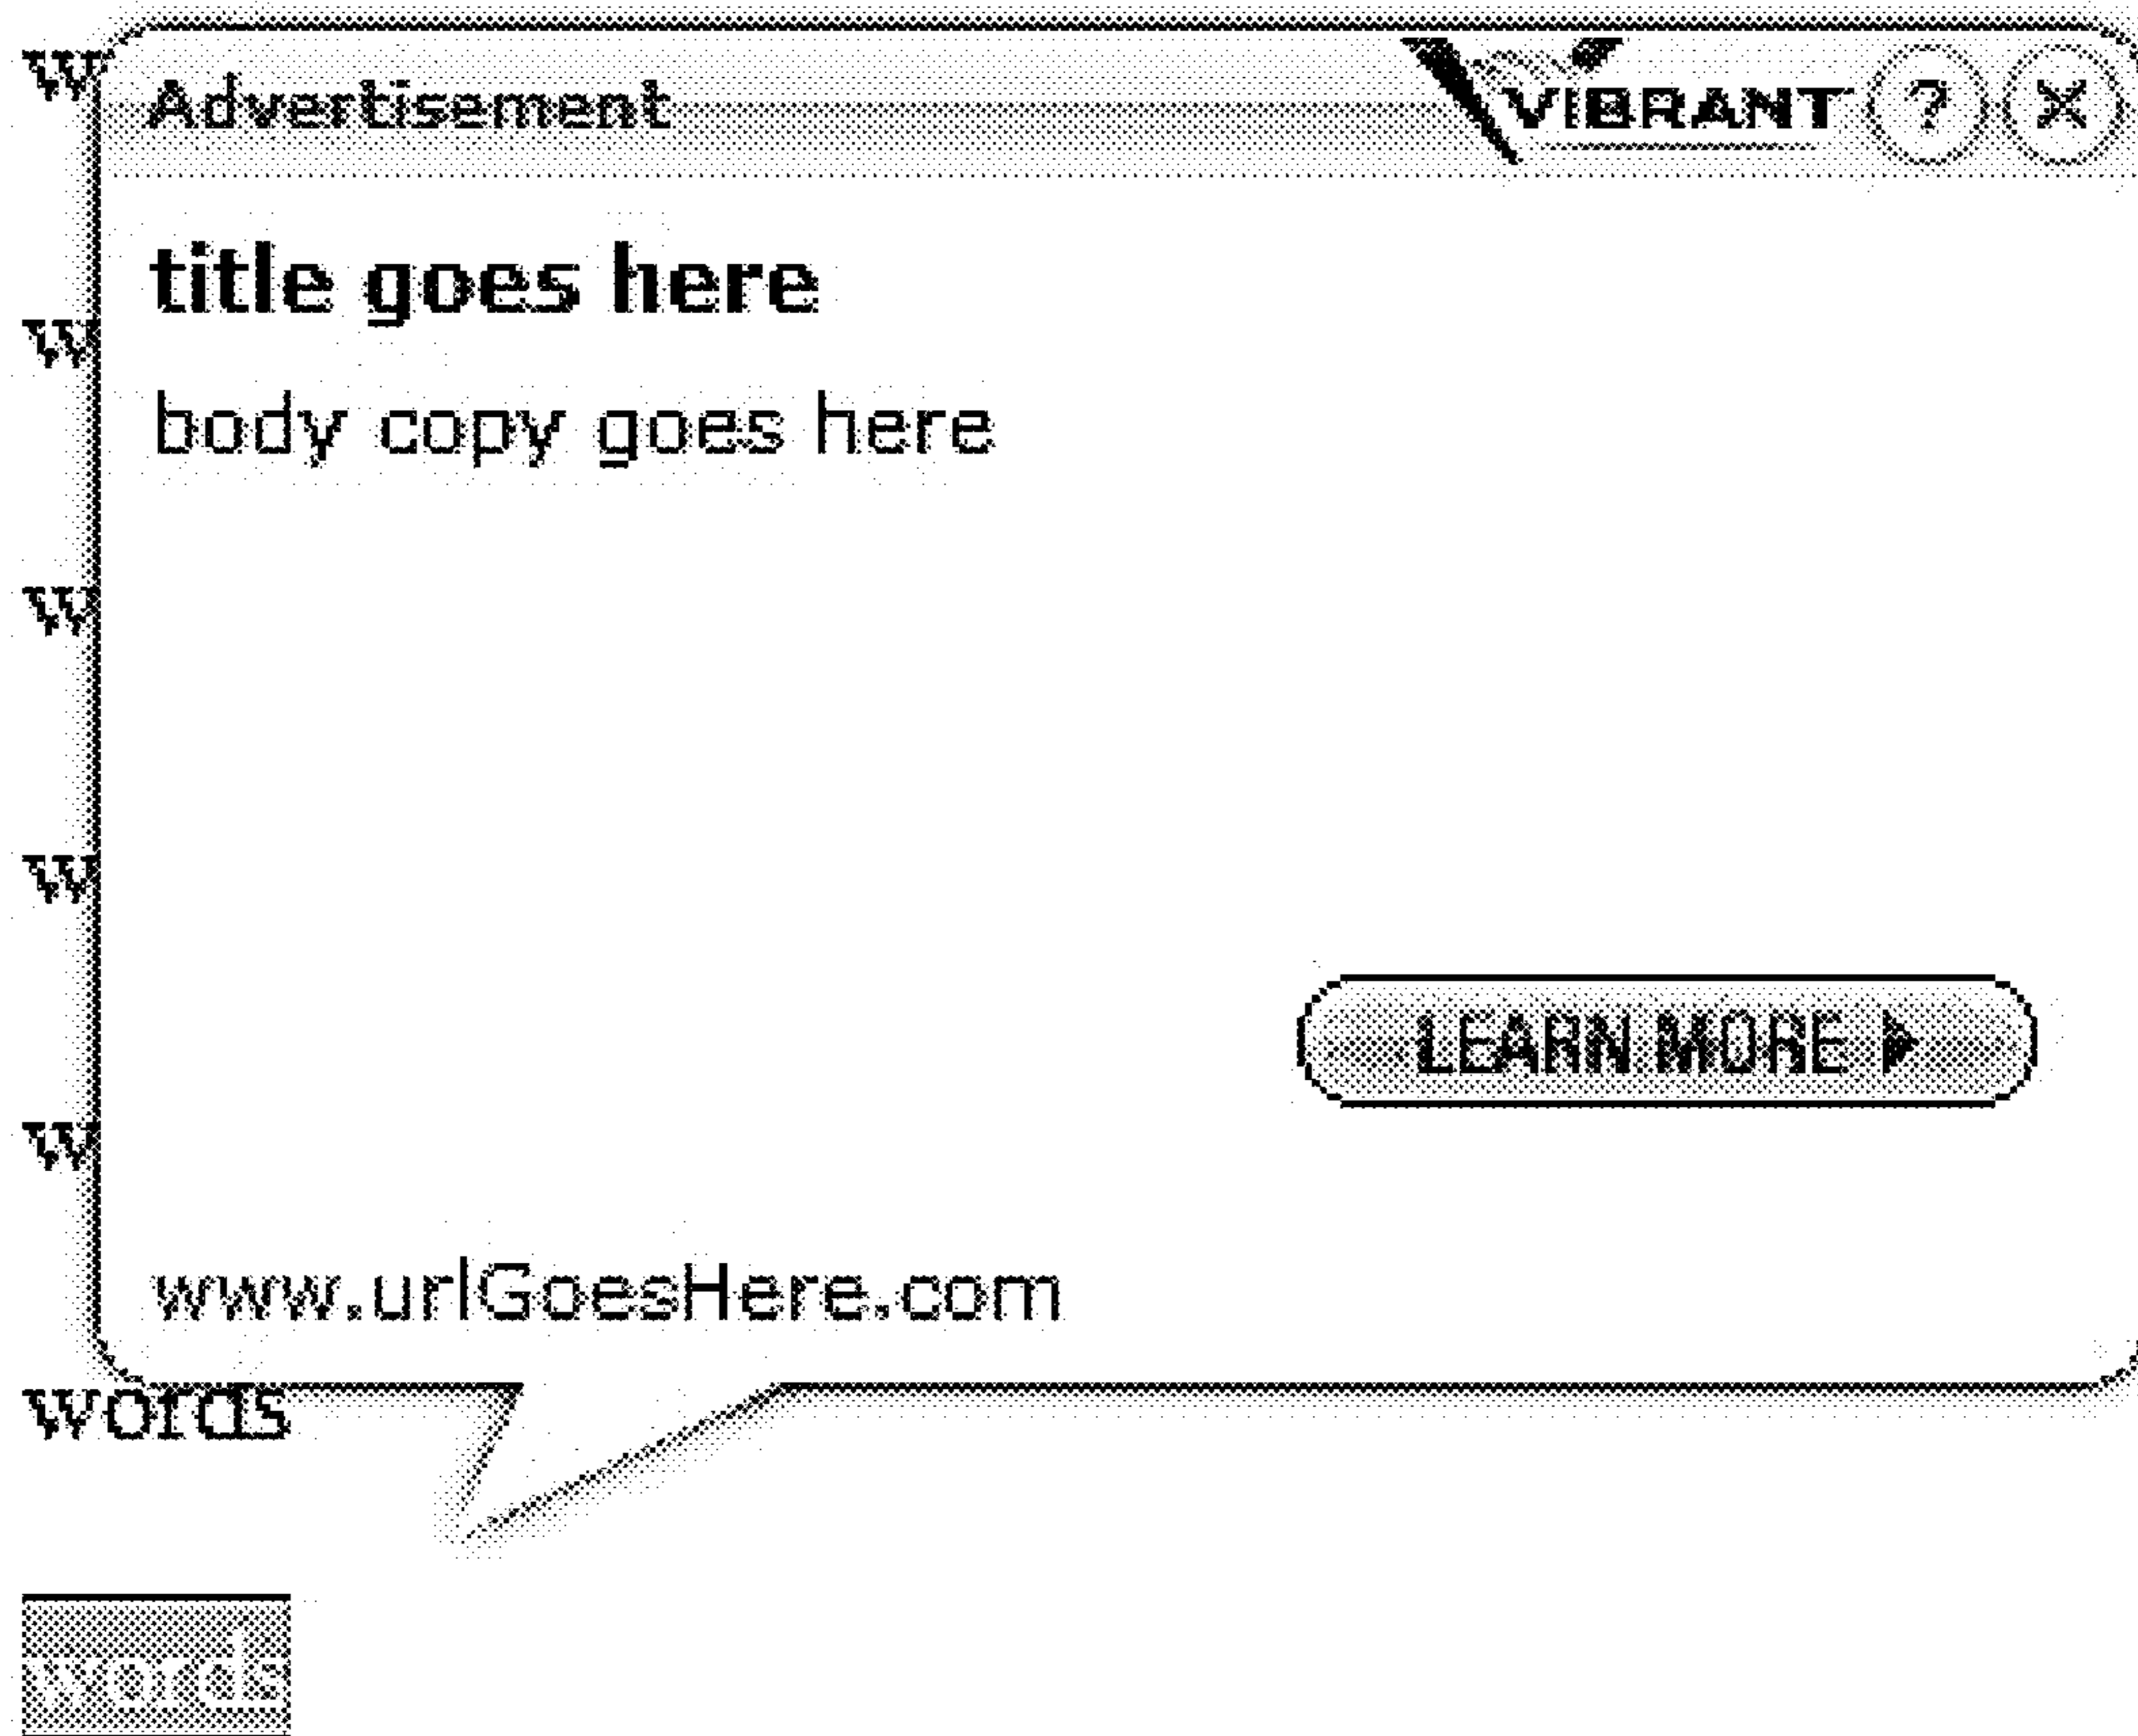 w
Advertisement VIBRANT ? X
title goes here
w
body copy goes here
w
w
LEARN MORE
w
www.urlGoesHere.com
words
words